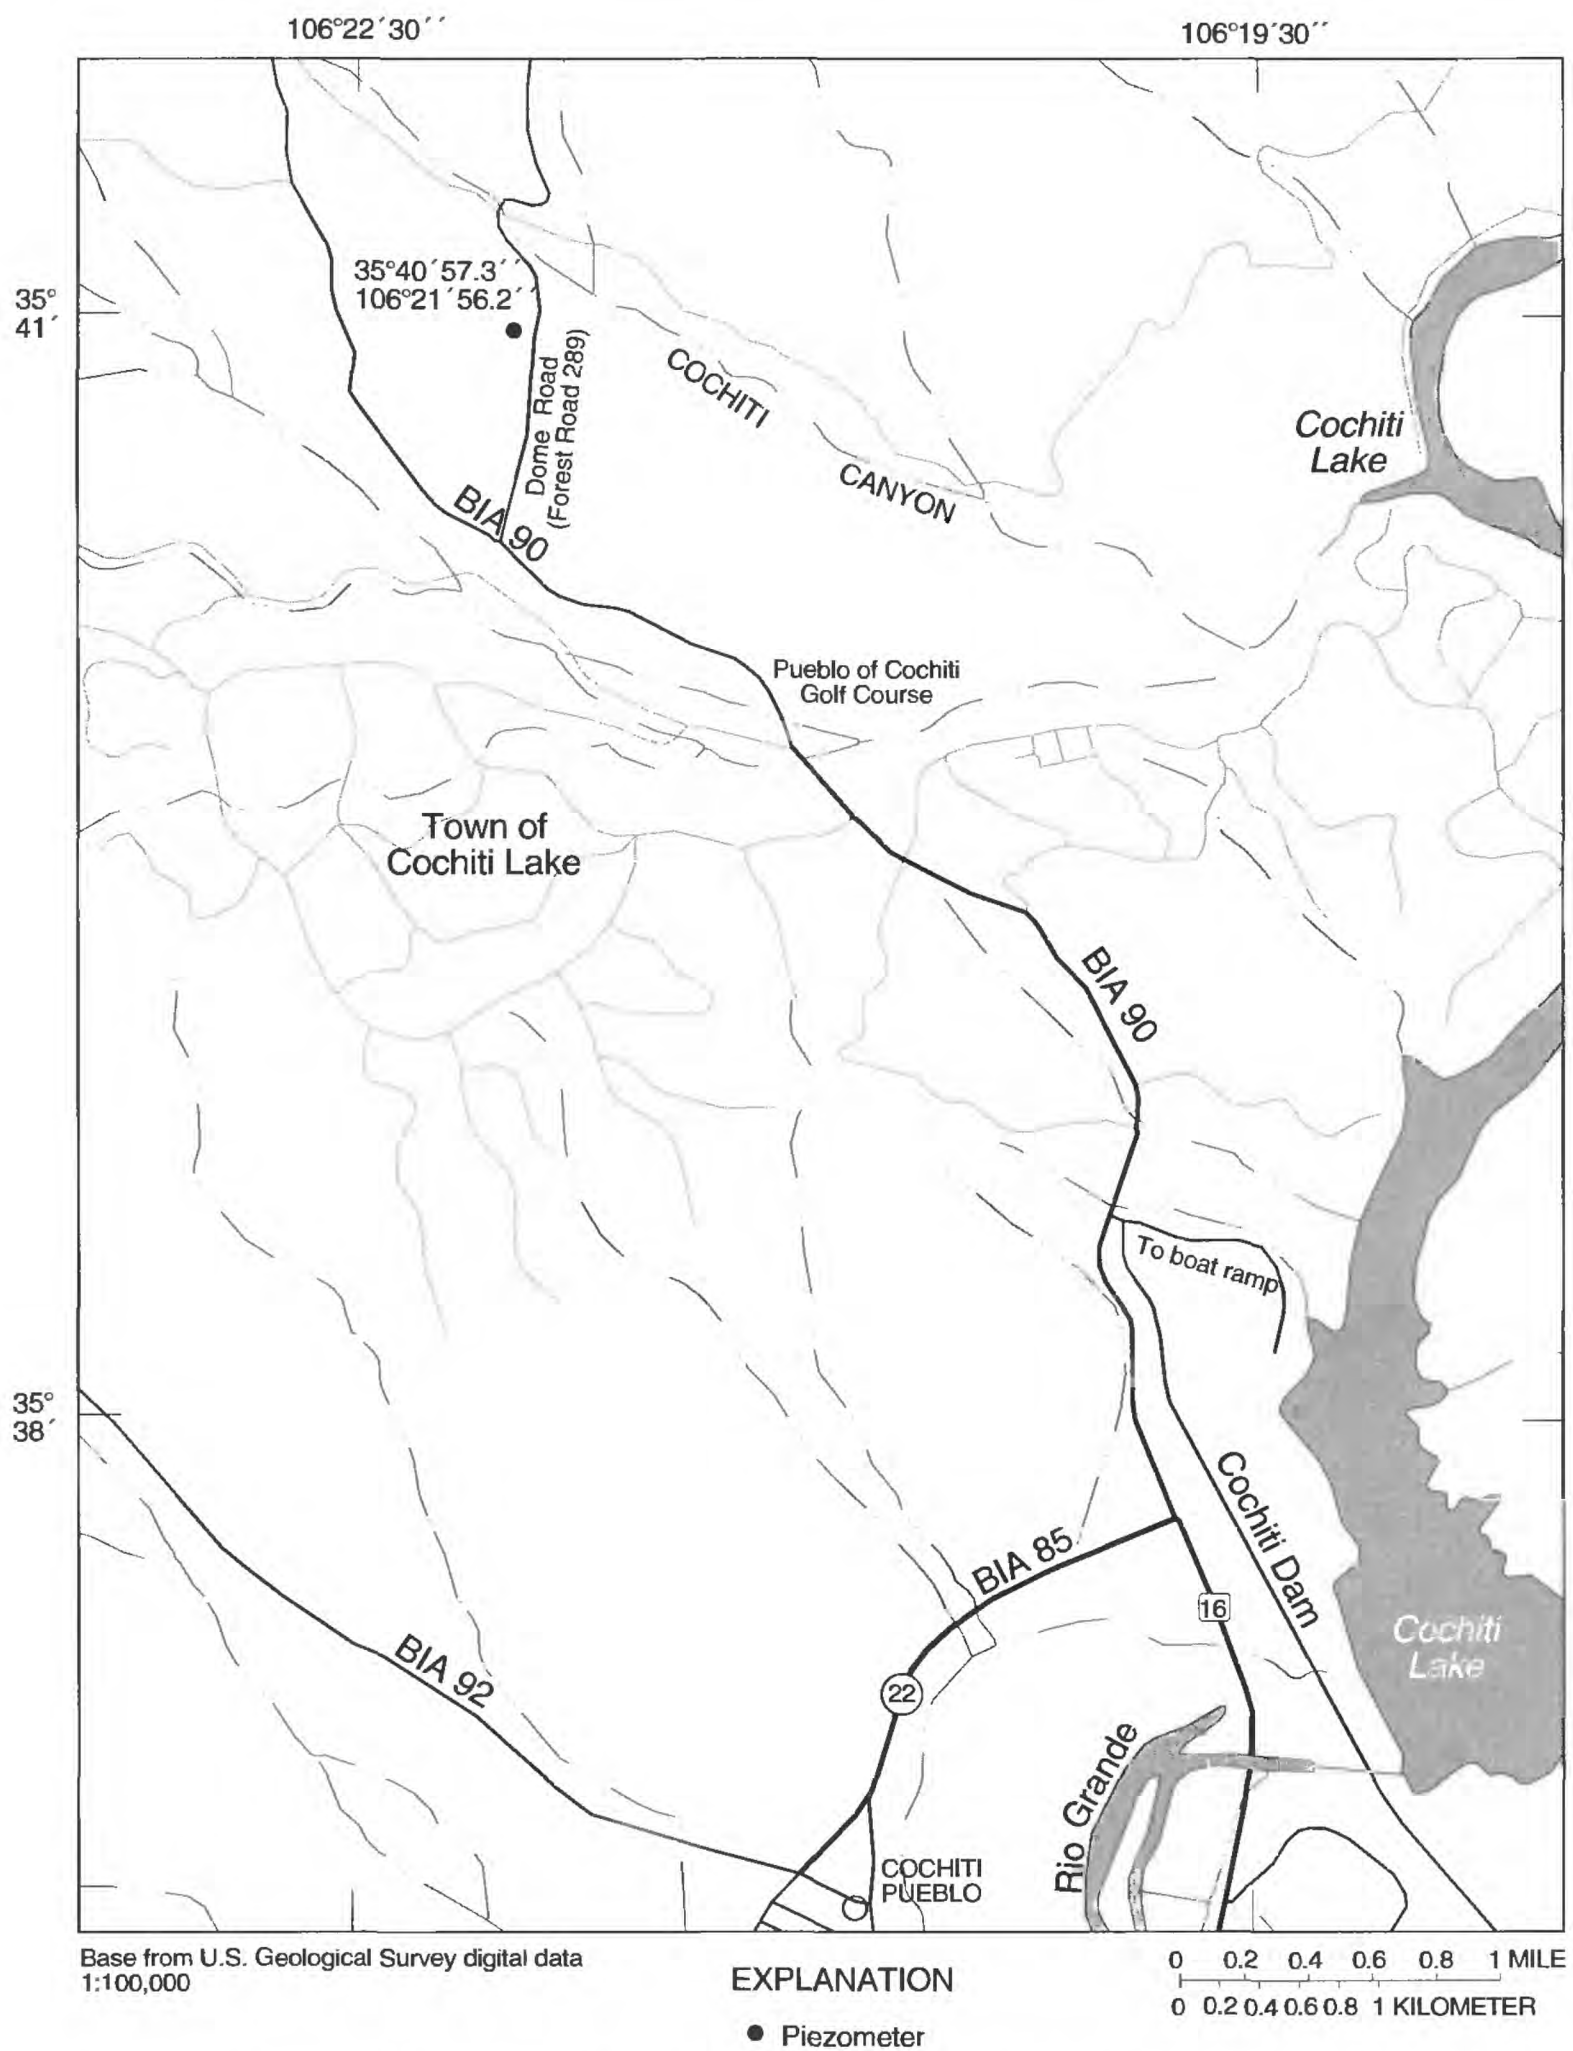 106°22′30′′
106°19′30′′
35°40′57.3′′
106°21′56.2′′
35°
41′
Dome Road
(Forest Road 289)
COCHITI
CANYON
Cochiti
Lake
BIA 90
Pueblo of Cochiti
Golf Course
Town of
Cochiti Lake
BIA 90
To boat ramp
35°
38′
Cochiti Dam
BIA 85
16
Cochiti
Lake
BIA 92
22
Rio Grande
COCHITI
PUEBLO
Base from U.S. Geological Survey digital data
1:100,000
EXPLANATION
Piezometer
0 0.2 0.4 0.6 0.8 1 MILE
0 0.2 0.4 0.6 0.8 1 KILOMETER